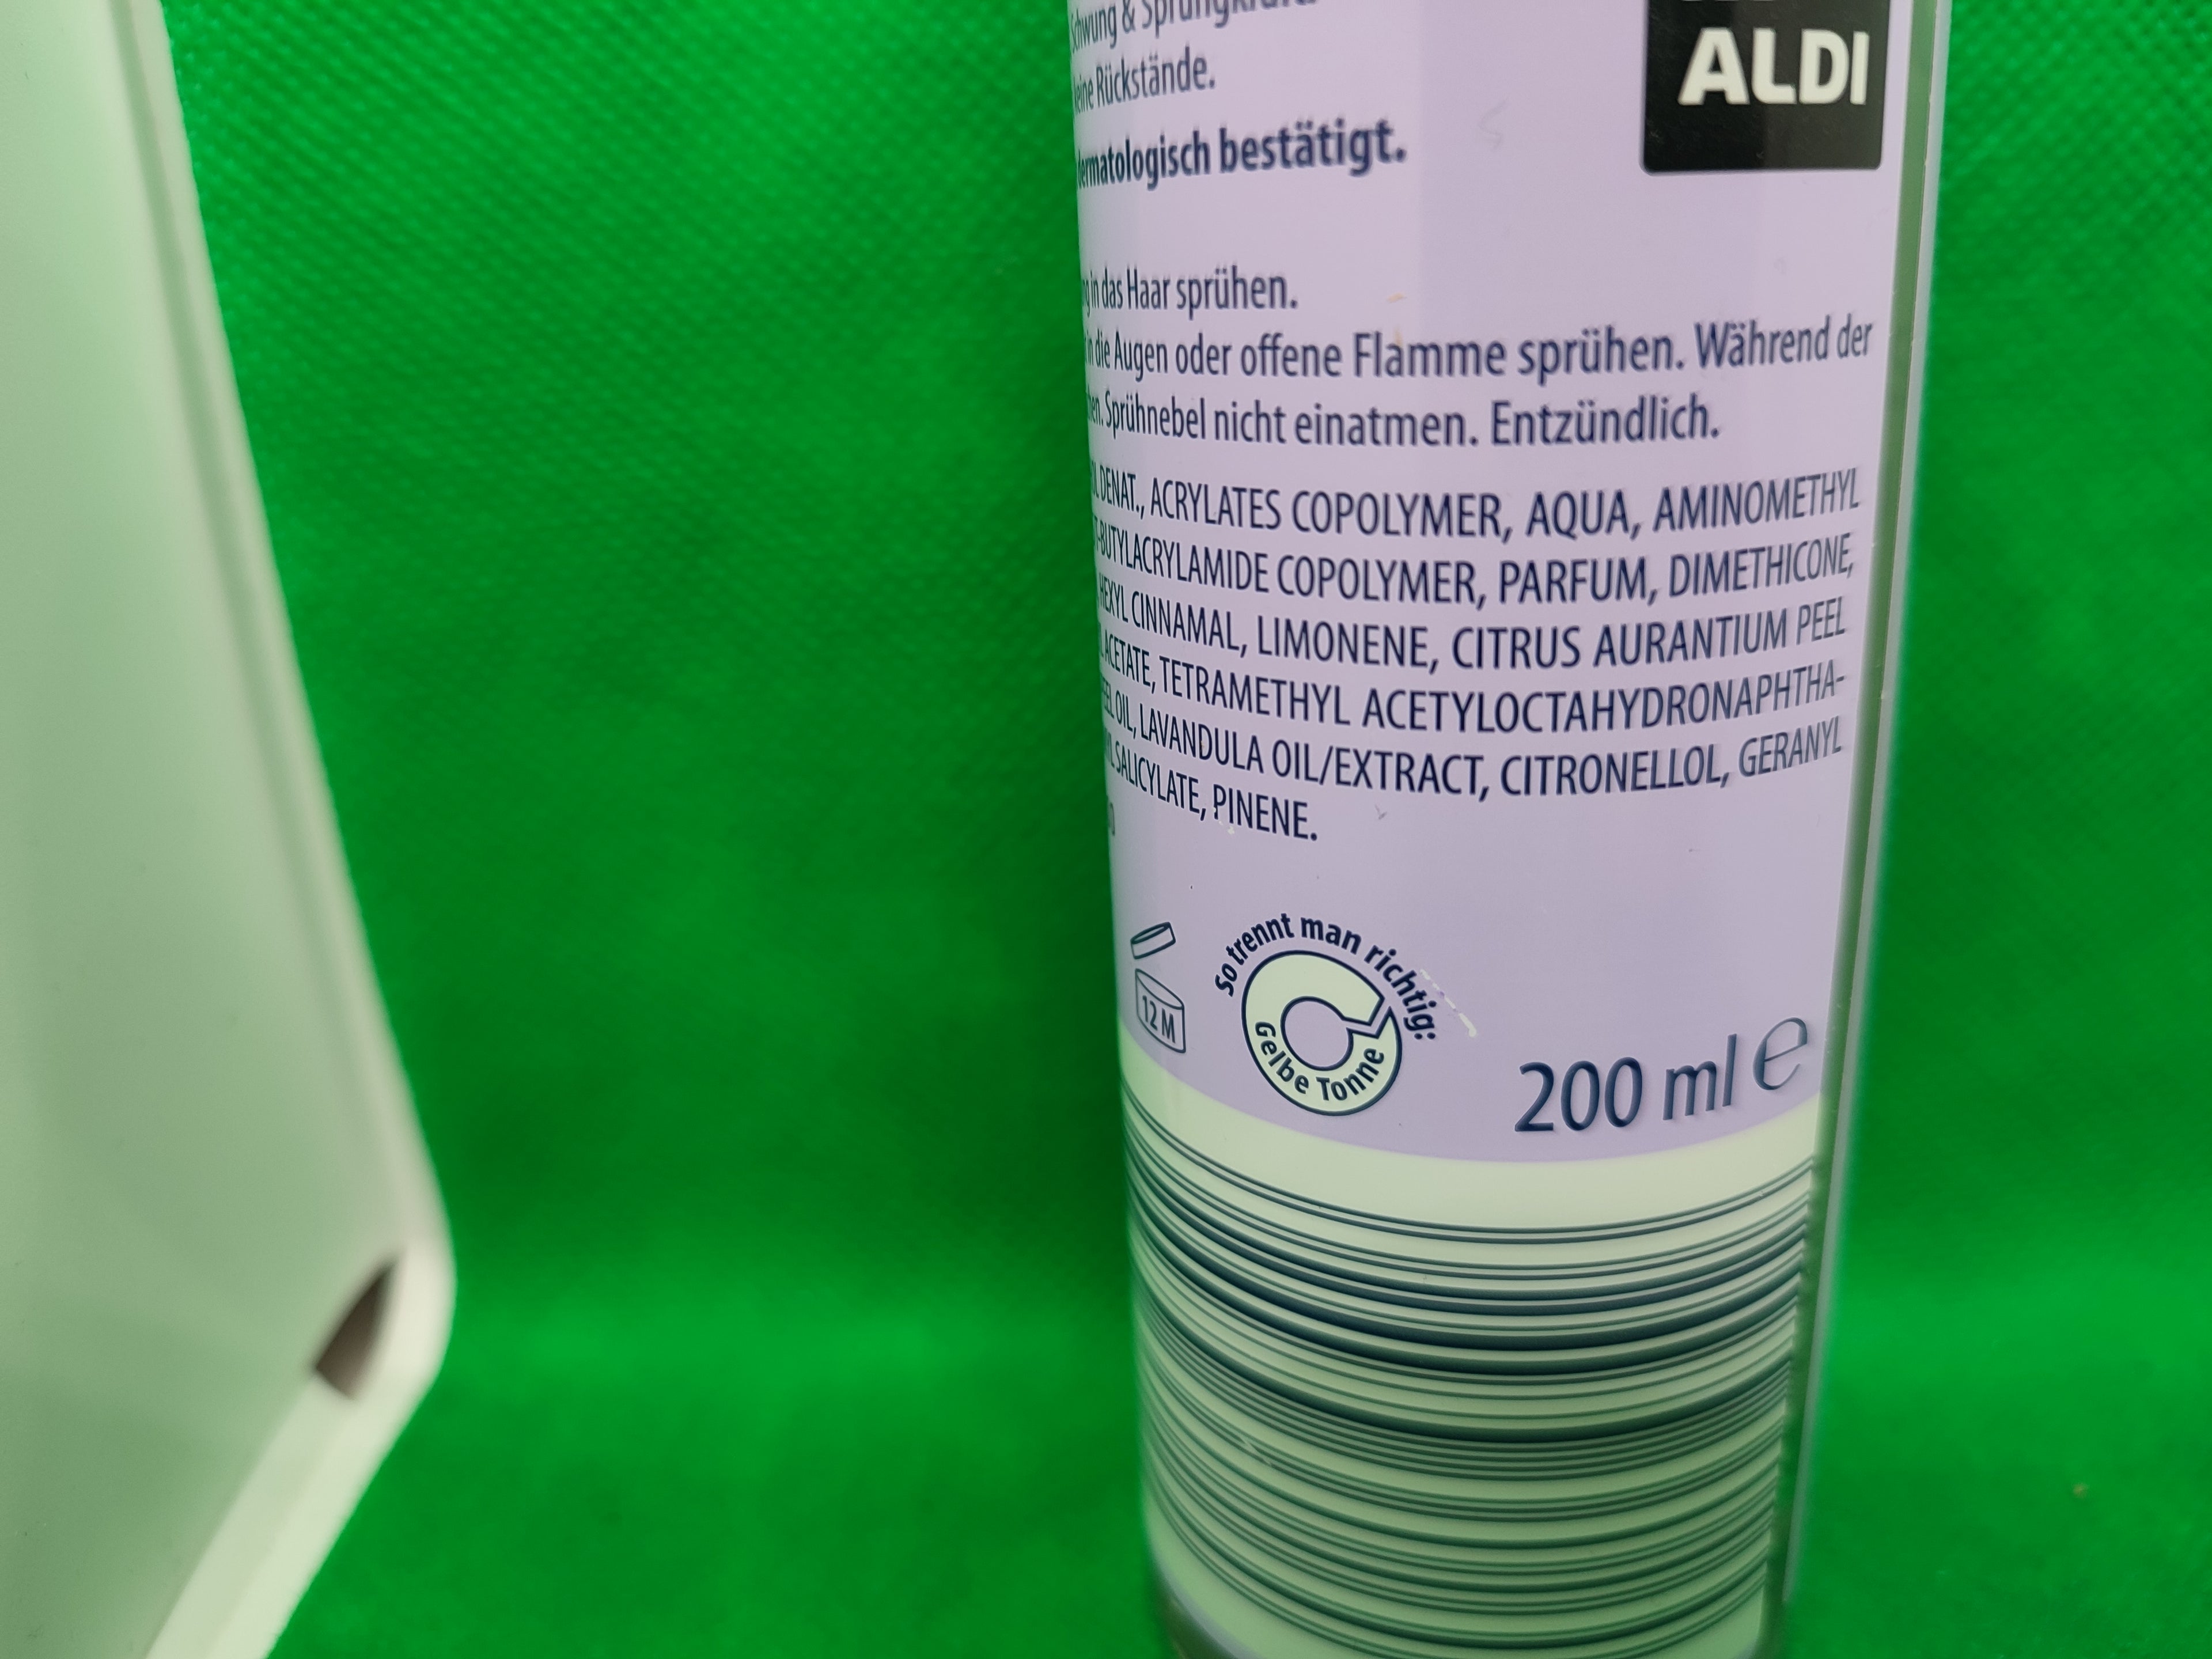 Schwung & Sprungkraft.
ALDI
keine Rückstände.
dermatologisch bestätigt.
in das Haar sprühen.
in die Augen oder offene Flamme sprühen. Während der
Sprühnebel nicht einatmen. Entzündlich.
DENAT., ACRYLATES COPOLYMER, AQUA, AMINOMETHYL
T-BUTYLACRYLAMIDE COPOLYMER, PARFUM, DIMETHICONE,
HEXYL CINNAMAL, LIMONENE, CITRUS AURANTIUM PEEL
ACETATE, TETRAMETHYL ACETYLOCTAHYDRONAPHTHA-
OIL, LAVANDULA OIL/EXTRACT, CITRONELLOL, GERANYL
SALICYLATE, PINENE.
So trennt man richtig:
Gelbe Tonne
12 M
200 ml e